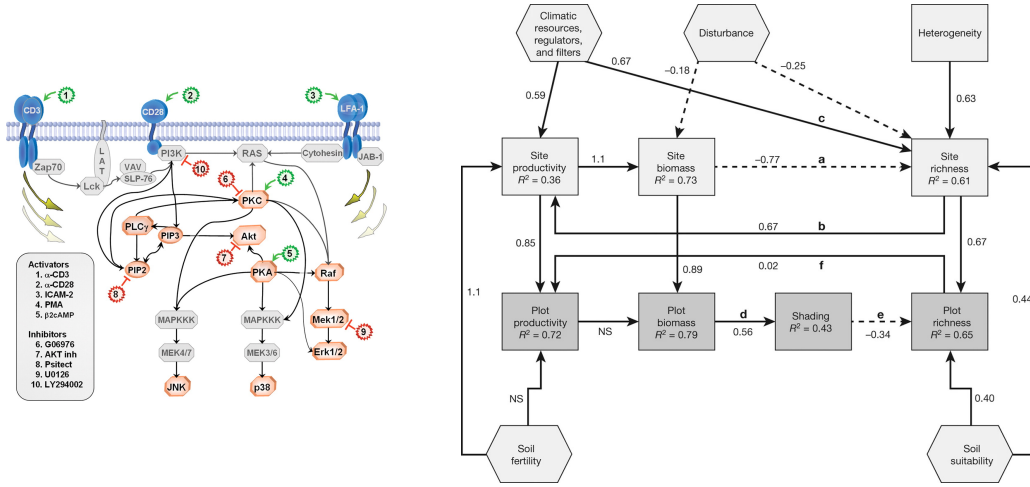 1
2
3
CD3
CD28
LFA-1
Zap70
L
A
T
Lck
VAV
SLP-76
PI3K
RAS
Cytohesin
JAB-1
10
6
4
PKC
PLCγ
PIP3
Akt
7
5
PIP2
8
PKA
Raf
MAPKKK
MAPKKK
Mek1/2
9
MEK4/7
MEK3/6
Erk1/2
JNK
p38
Activators
1. α-CD3
2. α-CD28
3. ICAM-2
4. PMA
5. β2cAMP
Inhibitors
6. G06976
7. AKT inh
8. Psitect
9. U0126
10. LY294002
Climatic
resources,
regulators,
and filters
Disturbance
Heterogeneity
0.67
–0.18
–0.25
0.59
c
0.63
Site
productivity
R² = 0.36
1.1
Site
biomass
R² = 0.73
–0.77
a
Site
richness
R² = 0.61
0.67
b
0.85
0.89
0.67
0.02
f
1.1
0.44
Plot
productivity
R² = 0.72
NS
Plot
biomass
R² = 0.79
d
0.56
Shading
R² = 0.43
e
–0.34
Plot
richness
R² = 0.65
NS
0.40
Soil
fertility
Soil
suitability